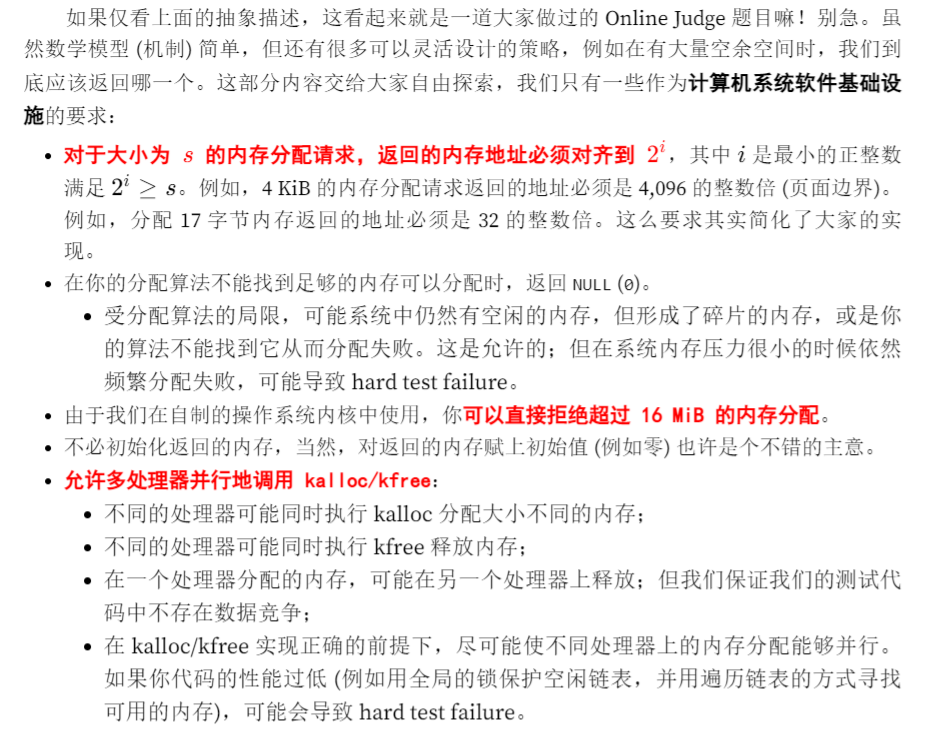 如果仅看上面的抽象描述，这看起来就是一道大家做过的 Online Judge 题目嘛！别急。虽
然数学模型 (机制) 简单，但还有很多可以灵活设计的策略，例如在有大量空余空间时，我们到
底应该返回哪一个。这部分内容交给大家自由探索，我们只有一些作为计算机系统软件基础设
施的要求：
• 对于大小为 s 的内存分配请求，返回的内存地址必须对齐到 2^i，其中 i 是最小的正整数
满足 2^i ≥ s。例如，4 KiB 的内存分配请求返回的地址必须是 4,096 的整数倍 (页面边界)。
例如，分配 17 字节内存返回的地址必须是 32 的整数倍。这么要求其实简化了大家的实
现。
• 在你的分配算法不能找到足够的内存可以分配时，返回 NULL (0)。
• 受分配算法的局限，可能系统中仍然有空闲的内存，但形成了碎片的内存，或是你
的算法不能找到它从而分配失败。这是允许的；但在系统内存压力很小的时候依然
频繁分配失败，可能导致 hard test failure。
• 由于我们在自制的操作系统内核中使用，你可以直接拒绝超过 16 MiB 的内存分配。
• 不必初始化返回的内存，当然，对返回的内存赋上初始值 (例如零) 也许是个不错的主意。
• 允许多处理器并行地调用 kalloc/kfree：
• 不同的处理器可能同时执行 kalloc 分配大小不同的内存；
• 不同的处理器可能同时执行 kfree 释放内存；
• 在一个处理器分配的内存，可能在另一个处理器上释放；但我们保证我们的测试代
码中不存在数据竞争；
• 在 kalloc/kfree 实现正确的前提下，尽可能使不同处理器上的内存分配能够并行。
如果你代码的性能过低 (例如用全局的锁保护空闲链表，并用遍历链表的方式寻找
可用的内存)，可能会导致 hard test failure。